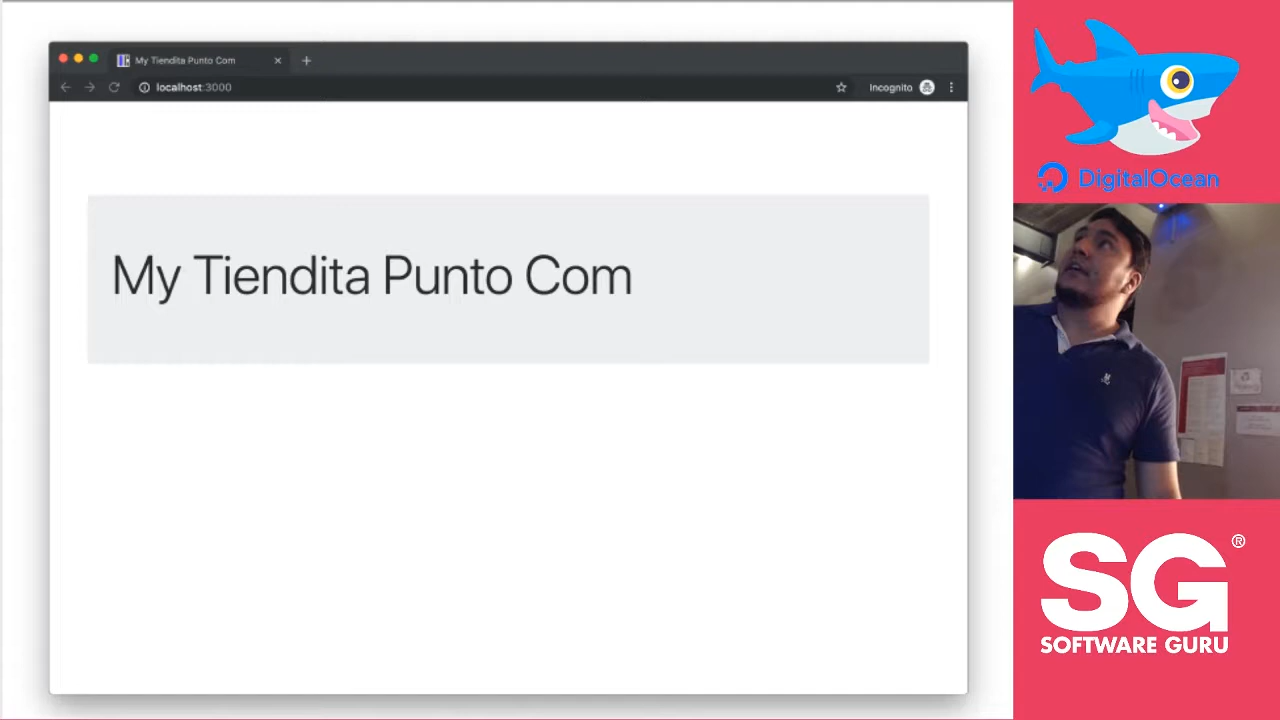 My Tiendita Punto Com
localhost:3000
Incognito
My Tiendita Punto Com
DigitalOcean
SG®
SOFTWARE GURU